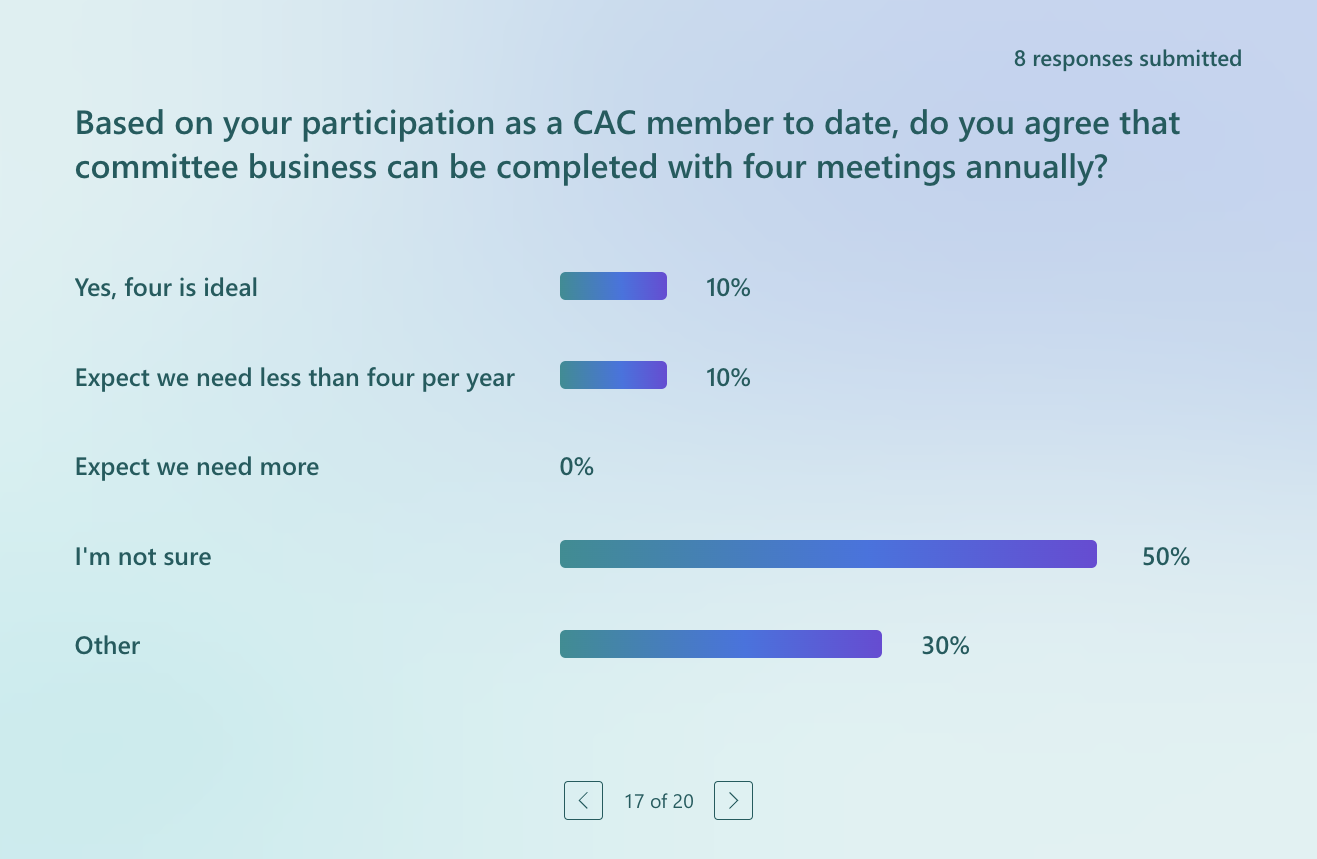 8 responses submitted
Based on your participation as a CAC member to date, do you agree that
committee business can be completed with four meetings annually?
Yes, four is ideal 10%
Expect we need less than four per year 10%
Expect we need more 0%
I'm not sure 50%
Other 30%
17 of 20